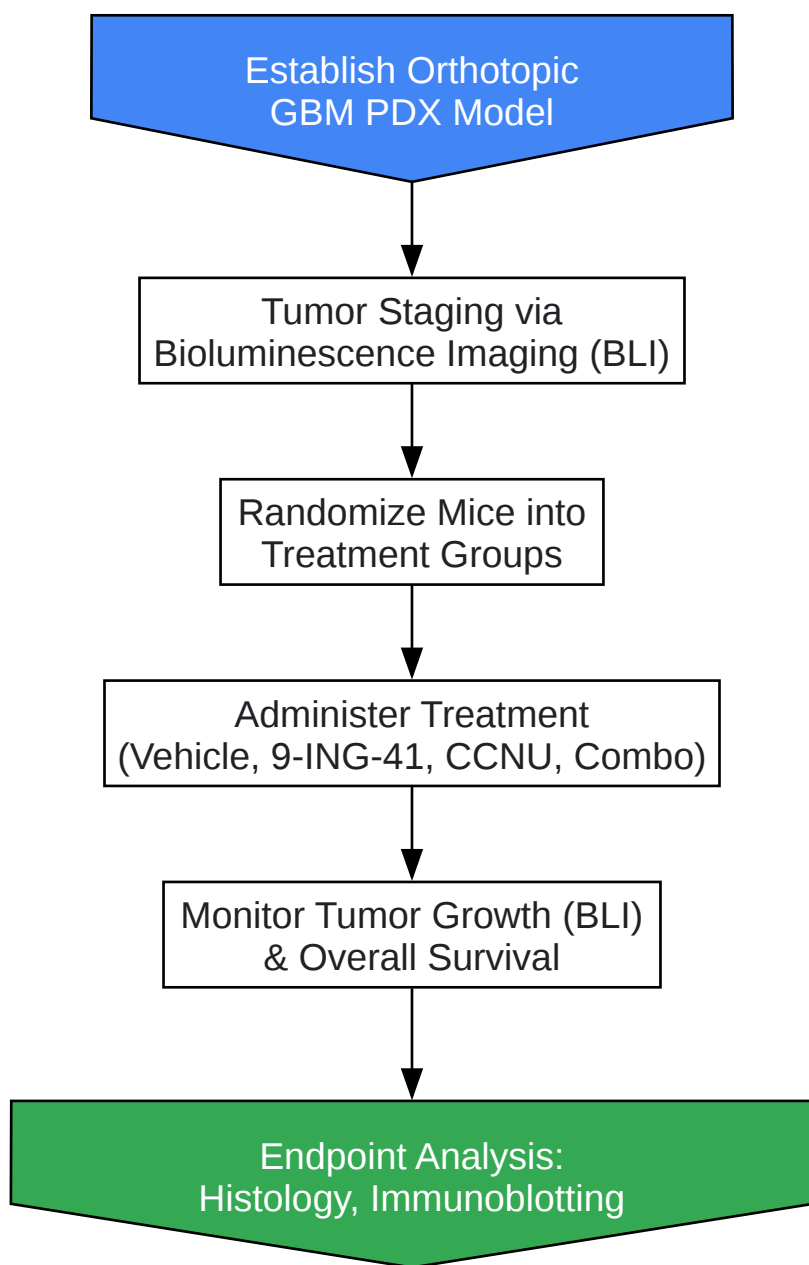 Establish Orthotopic
GBM PDX Model
Tumor Staging via
Bioluminescence Imaging (BLI)
Randomize Mice into
Treatment Groups
Administer Treatment
(Vehicle, 9-ING-41, CCNU, Combo)
Monitor Tumor Growth (BLI)
& Overall Survival
Endpoint Analysis:
Histology, Immunoblotting